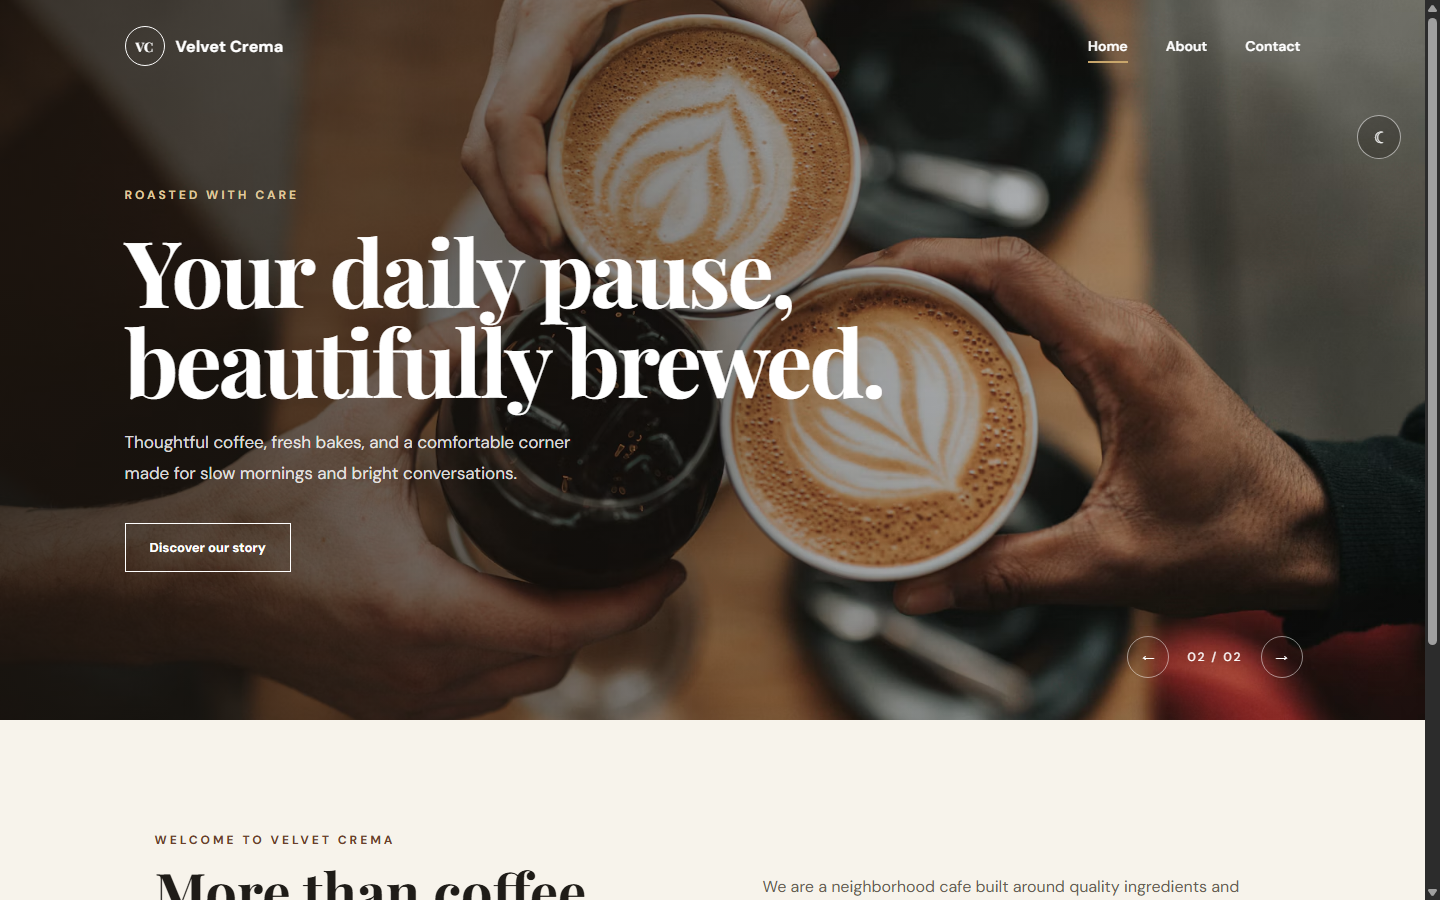 VC Velvet Crema
Home About Contact
ROASTED WITH CARE
Your daily pause,
beautifully brewed.
Thoughtful coffee, fresh bakes, and a comfortable corner
made for slow mornings and bright conversations.
Discover our story
← 02 / 02 →
WELCOME TO VELVET CREMA
More than coffee
We are a neighborhood cafe built around quality ingredients and